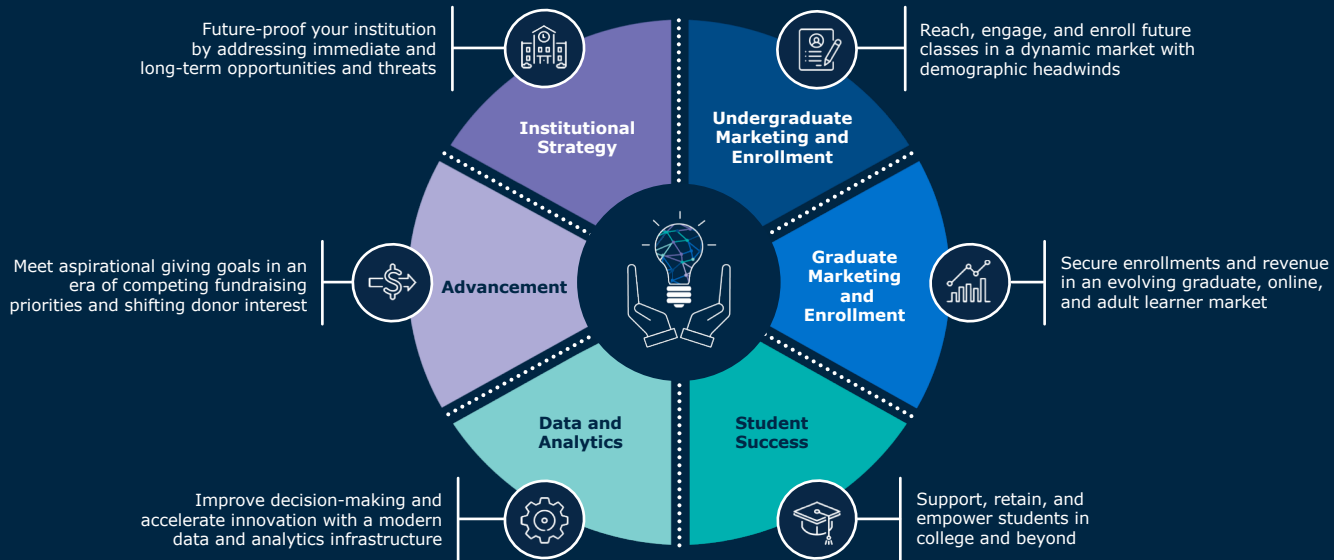 Future-proof your institution
by addressing immediate and
long-term opportunities and threats
Institutional
Strategy
Undergraduate
Marketing and
Enrollment
Reach, engage, and enroll future
classes in a dynamic market with
demographic headwinds
Meet aspirational giving goals in an
era of competing fundraising
priorities and shifting donor interest
Advancement
Graduate
Marketing
and
Enrollment
Secure enrollments and revenue
in an evolving graduate, online,
and adult learner market
Improve decision-making and
accelerate innovation with a modern
data and analytics infrastructure
Data and
Analytics
Student
Success
Support, retain, and
empower students in
college and beyond